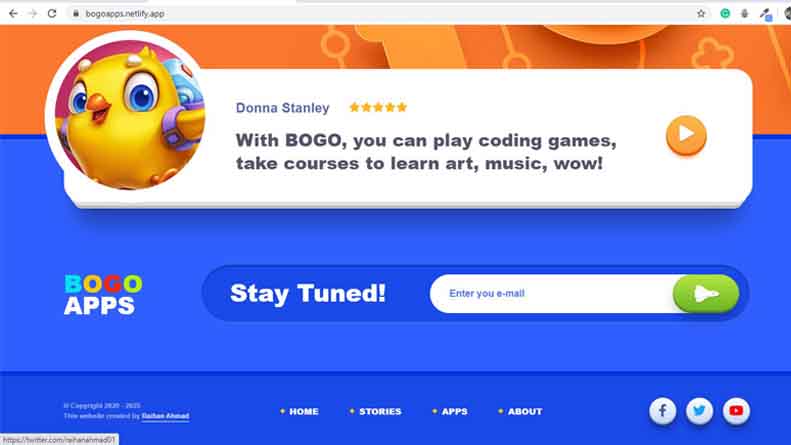 bogoapps.netlify.app
Donna Stanley
With BOGO, you can play coding games,
take courses to learn art, music, wow!
BOGO
APPS
Stay Tuned!
Enter you e-mail
© Copyright 2020 - 2025
This website created by Raihan Ahmad
HOME
STORIES
APPS
ABOUT
https://twitter.com/raihanahmad01